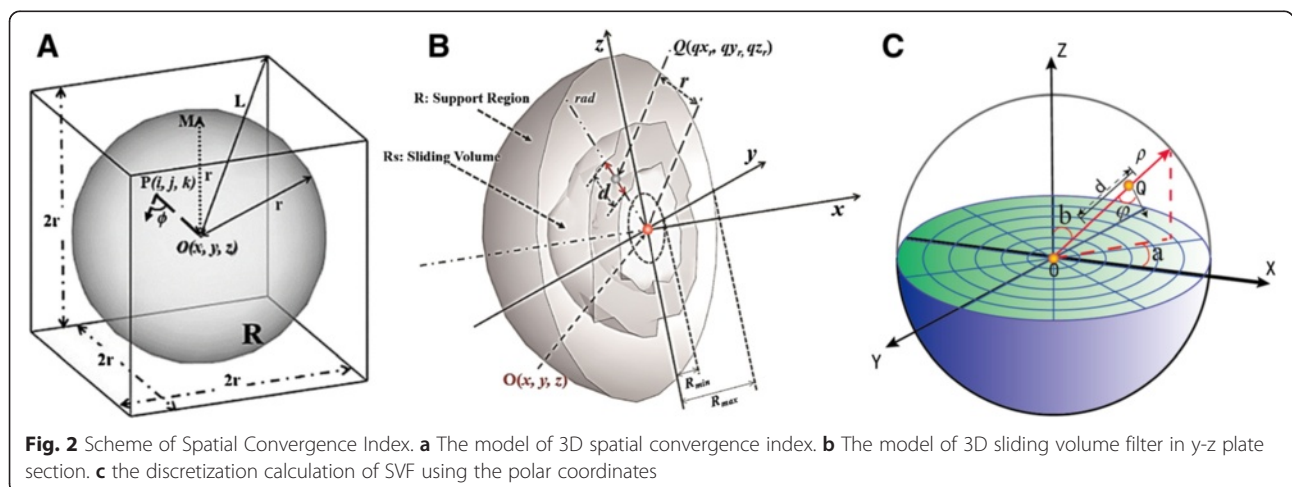 A
L
M
P(i, j, k)
r
r
ϕ
O(x, y, z)
2r
R
2r
2r
B
z
Q(qx_r, qy_r, qz_r)
r
rad
R: Support Region
Rs: Sliding Volume
y
d
x
O(x, y, z)
R_min
R_max
C
Z
ρ
d
Q
b
φ
O
a
X
Y
Fig. 2 Scheme of Spatial Convergence Index. a The model of 3D spatial convergence index. b The model of 3D sliding volume filter in y-z plate
section. c the discretization calculation of SVF using the polar coordinates